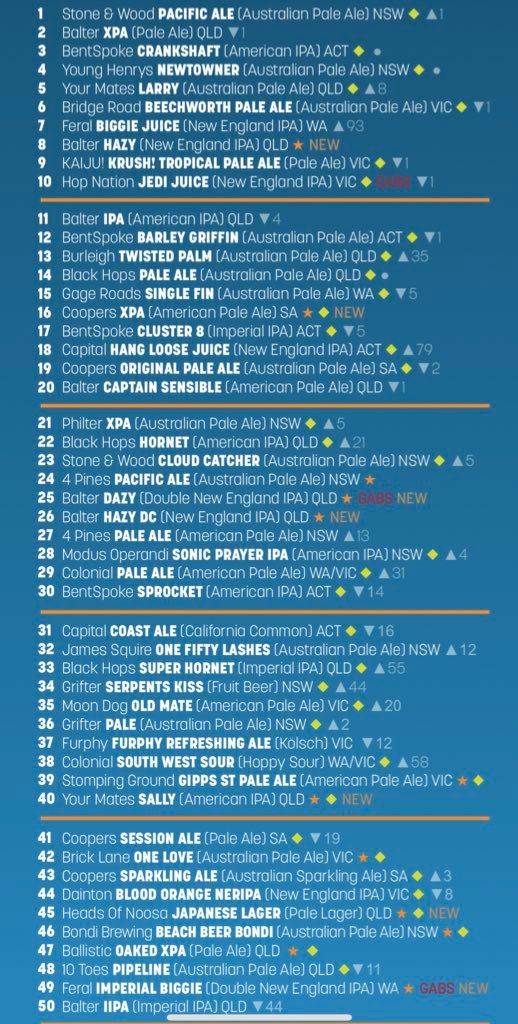 1 Stone & Wood PACIFIC ALE (Australian Pale Ale) NSW ◆ ▲1
2 Balter XPA (Pale Ale) QLD ▼1
3 BentSpoke CRANKSHAFT (American IPA) ACT ◆ ●
4 Young Henrys NEWTOWNER (Australian Pale Ale) NSW ◆ ●
5 Your Mates LARRY (Australian Pale Ale) QLD ◆ ▲8
6 Bridge Road BEECHWORTH PALE ALE (Australian Pale Ale) VIC ◆ ▼1
7 Feral BIGGIE JUICE (New England IPA) WA ▲93
8 Balter HAZY (New England IPA) QLD ★ NEW
9 KAIJU! KRUSH! TROPICAL PALE ALE (Pale Ale) VIC ◆ ▼1
10 Hop Nation JEDI JUICE (New England IPA) VIC ◆ GABS ▼1
11 Balter IPA (American IPA) QLD ▼4
12 BentSpoke BARLEY GRIFFIN (Australian Pale Ale) ACT ◆ ▼1
13 Burleigh TWISTED PALM (Australian Pale Ale) QLD ◆ ▲35
14 Black Hops PALE ALE (Australian Pale Ale) QLD ◆ ●
15 Gage Roads SINGLE FIN (Australian Pale Ale) WA ◆ ▼5
16 Coopers XPA (American Pale Ale) SA ★ ◆ NEW
17 BentSpoke CLUSTER 8 (Imperial IPA) ACT ◆ ▼5
18 Capital HANG LOOSE JUICE (New England IPA) ACT ◆ ▲79
19 Coopers ORIGINAL PALE ALE (Australian Pale Ale) SA ◆ ▼2
20 Balter CAPTAIN SENSIBLE (American Pale Ale) QLD ▼1
21 Philter XPA (Australian Pale Ale) NSW ◆ ▲5
22 Black Hops HORNET (American IPA) QLD ◆ ▲21
23 Stone & Wood CLOUD CATCHER (Australian Pale Ale) NSW ◆ ▲5
24 4 Pines PACIFIC ALE (Australian Pale Ale) NSW ★
25 Balter DAZY (Double New England IPA) QLD ★ GABS NEW
26 Balter HAZY DC (New England IPA) QLD ★ NEW
27 4 Pines PALE ALE (American Pale Ale) NSW ▲13
28 Modus Operandi SONIC PRAYER IPA (American IPA) NSW ◆ ▲4
29 Colonial PALE ALE (American Pale Ale) WA/VIC ◆ ▲31
30 BentSpoke SPROCKET (American IPA) ACT ◆ ▼14
31 Capital COAST ALE (California Common) ACT ◆ ▼16
32 James Squire ONE FIFTY LASHES (Australian Pale Ale) NSW ▲12
33 Black Hops SUPER HORNET (Imperial IPA) QLD ◆ ▲55
34 Grifter SERPENTS KISS (Fruit Beer) NSW ◆ ▲44
35 Moon Dog OLD MATE (American Pale Ale) VIC ◆ ▲20
36 Grifter PALE (Australian Pale Ale) NSW ◆ ▲2
37 Furphy FURPHY REFRESHING ALE (Kölsch) VIC ▼12
38 Colonial SOUTH WEST SOUR (Hoppy Sour) WA/VIC ◆ ▲58
39 Stomping Ground GIPPS ST PALE ALE (American Pale Ale) VIC ★ ◆
40 Your Mates SALLY (American IPA) QLD ★ ◆ NEW
41 Coopers SESSION ALE (Pale Ale) SA ◆ ▼19
42 Brick Lane ONE LOVE (Australian Pale Ale) VIC ★ ◆
43 Coopers SPARKLING ALE (Australian Sparkling Ale) SA ◆ ▲3
44 Dainton BLOOD ORANGE NERIPA (New England IPA) VIC ◆ ▼8
45 Heads Of Noosa JAPANESE LAGER (Pale Lager) QLD ★ ◆ NEW
46 Bondi Brewing BEACH BEER BONDI (Australian Pale Ale) NSW ★ ◆
47 Ballistic OAKED XPA (Pale Ale) QLD ★ ◆
48 10 Toes PIPELINE (Australian Pale Ale) QLD ◆ ▼11
49 Feral IMPERIAL BIGGIE (Double New England IPA) WA ★ GABS NEW
50 Balter IIPA (Imperial IPA) QLD ▼44